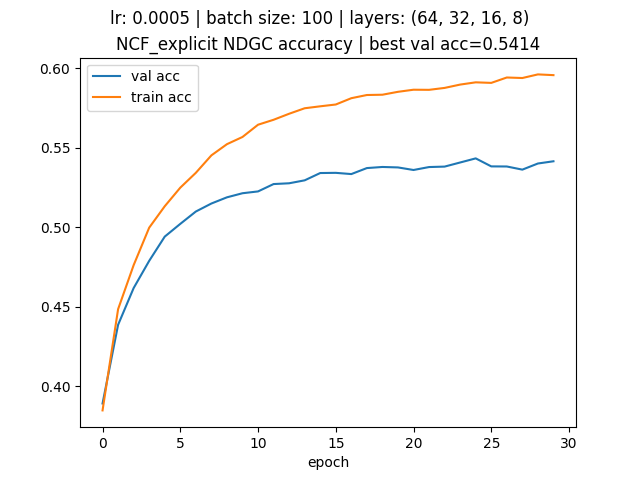 lr: 0.0005 | batch size: 100 | layers: (64, 32, 16, 8)
NCF_explicit NDGC accuracy | best val acc=0.5414
val acc
train acc
0.60
0.55
0.50
0.45
0.40
0 5 10 15 20 25 30
epoch